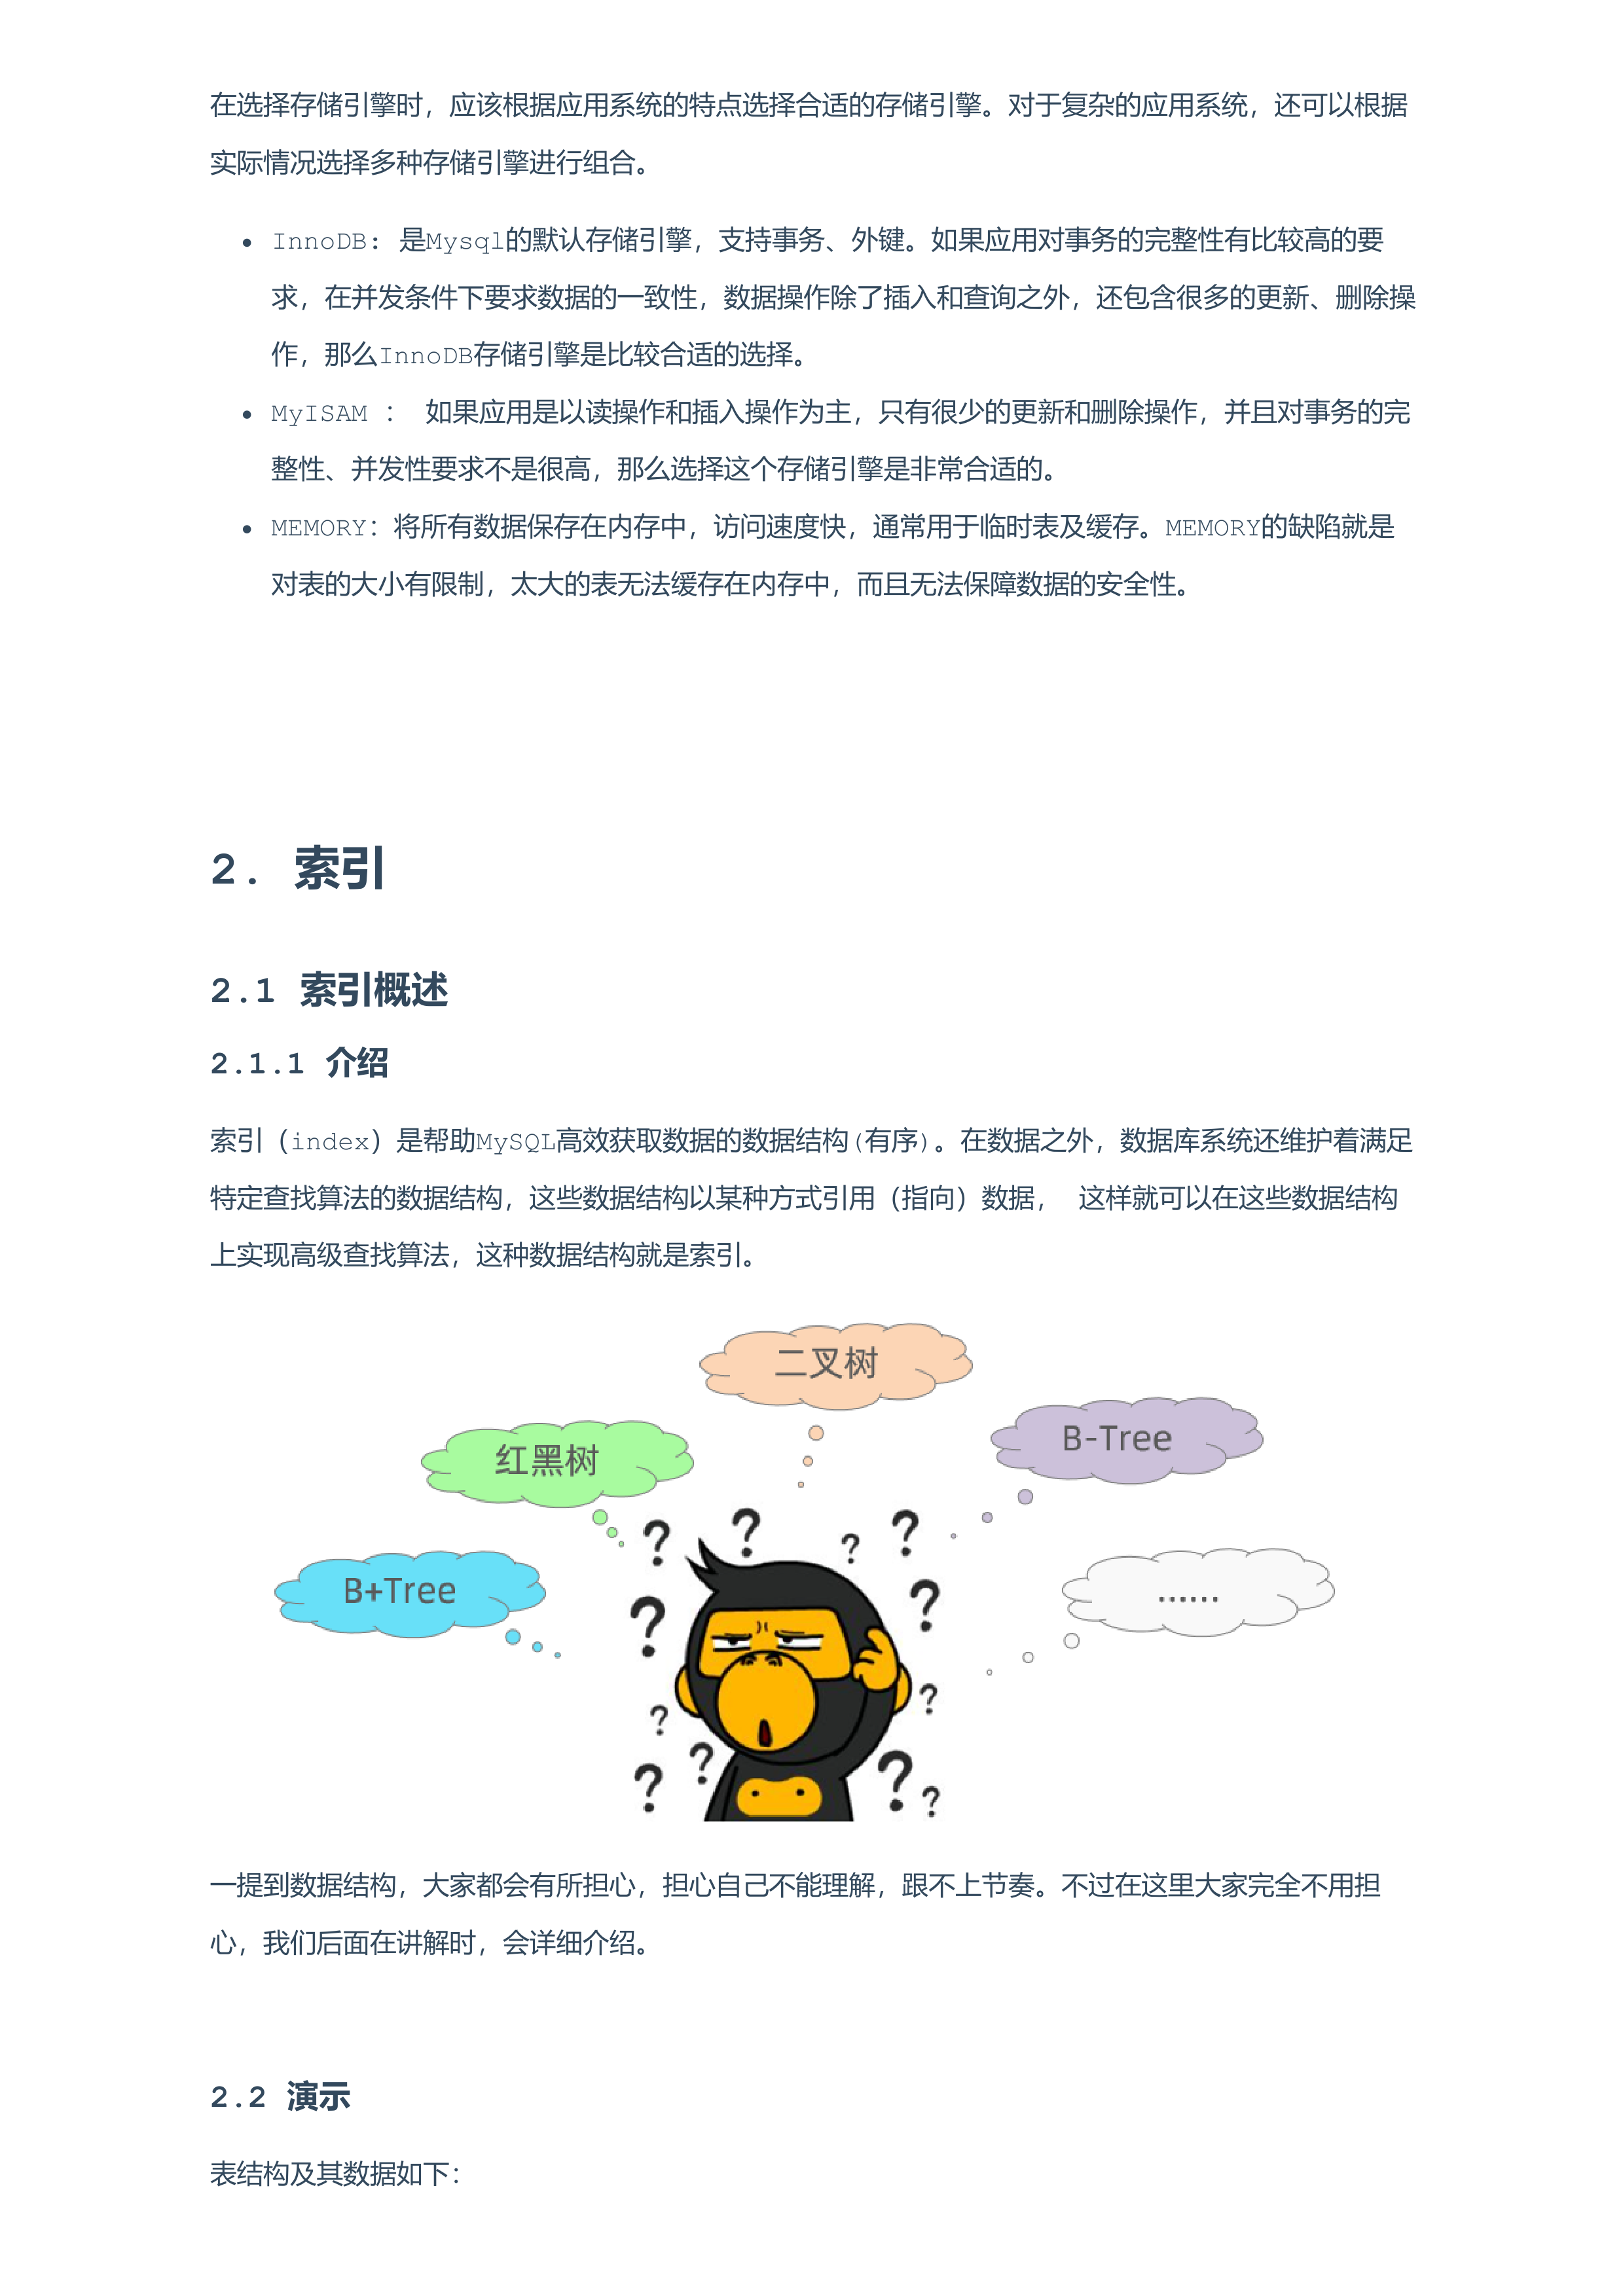 在选择存储引擎时，应该根据应用系统的特点选择合适的存储引擎。对于复杂的应用系统，还可以根据
实际情况选择多种存储引擎进行组合。
• InnoDB: 是Mysql的默认存储引擎，支持事务、外键。如果应用对事务的完整性有比较高的要
求，在并发条件下要求数据的一致性，数据操作除了插入和查询之外，还包含很多的更新、删除操
作，那么InnoDB存储引擎是比较合适的选择。
• MyISAM : 如果应用是以读操作和插入操作为主，只有很少的更新和删除操作，并且对事务的完
整性、并发性要求不是很高，那么选择这个存储引擎是非常合适的。
• MEMORY：将所有数据保存在内存中，访问速度快，通常用于临时表及缓存。MEMORY的缺陷就是
对表的大小有限制，太大的表无法缓存在内存中，而且无法保障数据的安全性。
2. 索引
2.1 索引概述
2.1.1 介绍
索引（index）是帮助MySQL高效获取数据的数据结构(有序)。在数据之外，数据库系统还维护着满足
特定查找算法的数据结构，这些数据结构以某种方式引用（指向）数据， 这样就可以在这些数据结构
上实现高级查找算法，这种数据结构就是索引。
二叉树
B-Tree
红黑树
B+Tree
······
? ? ? ?
? ?
? ?
? ? ? ?
一提到数据结构，大家都会有所担心，担心自己不能理解，跟不上节奏。不过在这里大家完全不用担
心，我们后面在讲解时，会详细介绍。
2.2 演示
表结构及其数据如下：